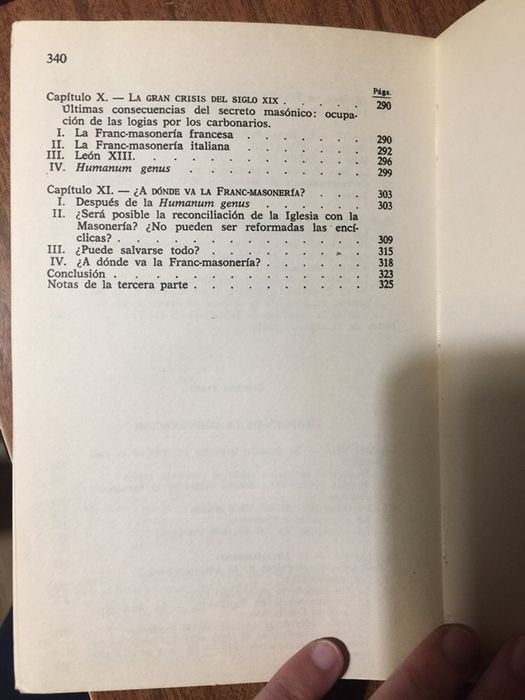 340
Págs.
Capítulo X. — LA GRAN CRISIS DEL SIGLO XIX . . . . . 290
Últimas consecuencias del secreto masónico: ocupa-
ción de las logias por los carbonarios.
I. La Franc-masonería francesa . . . . . . . 290
II. La Franc-masonería italiana . . . . . . . 292
III. León XIII. . . . . . . . . . . . 296
IV. Humanum genus . . . . . . . . . . 299
Capítulo XI. — ¿A DÓNDE VA LA FRANC-MASONERÍA? . . . 303
I. Después de la Humanum genus . . . . . . 303
II. ¿Será posible la reconciliación de la Iglesia con la
Masonería? ¿No pueden ser reformadas las encí-
clicas? . . . . . . . . . . . . . 309
III. ¿Puede salvarse todo? . . . . . . . . 315
IV. ¿A dónde va la Franc-masonería? . . . . . 318
Conclusión . . . . . . . . . . . . . 323
Notas de la tercera parte . . . . . . . . . 325